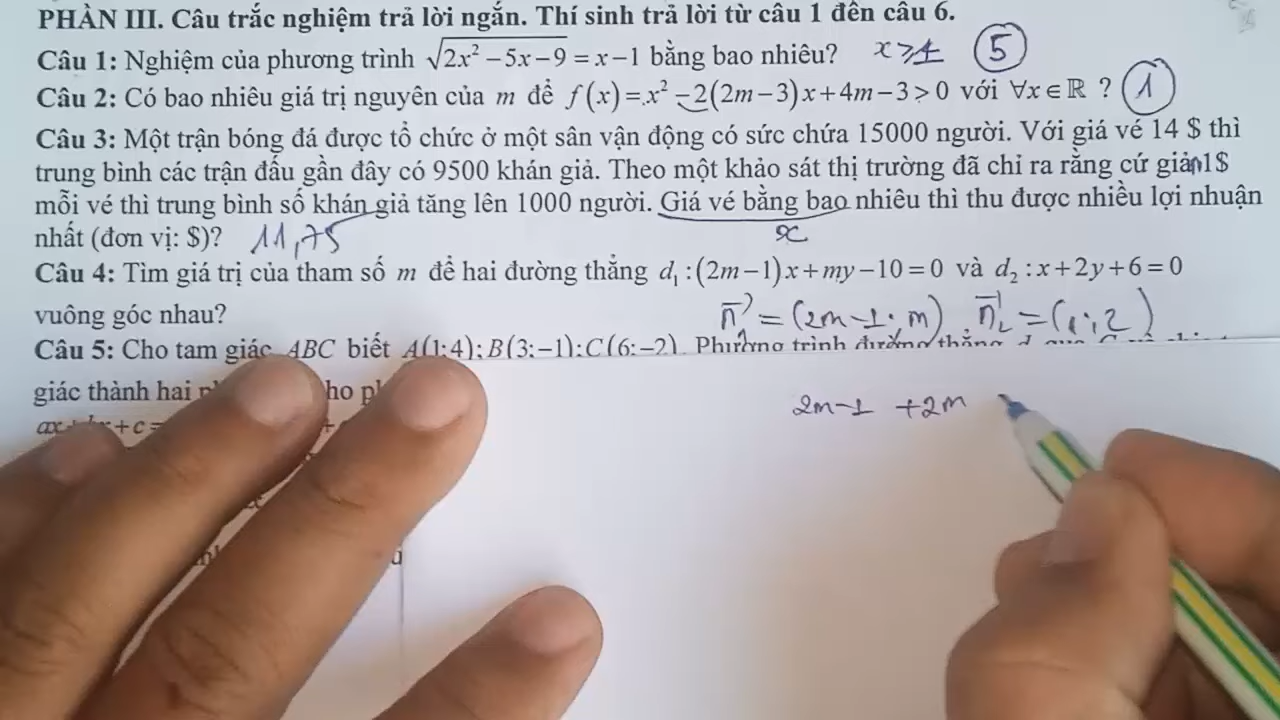 PHẦN III. Câu trắc nghiệm trả lời ngắn. Thí sinh trả lời từ câu 1 đến câu 6.
Câu 1: Nghiệm của phương trình √(2x² − 5x − 9) = x − 1 bằng bao nhiêu? x ≥ 1 5
Câu 2: Có bao nhiêu giá trị nguyên của m để f(x) = x² − 2(2m − 3)x + 4m − 3 > 0 với ∀x ∈ ℝ ? 1
Câu 3: Một trận bóng đá được tổ chức ở một sân vận động có sức chứa 15000 người. Với giá vé 14 $ thì
trung bình các trận đấu gần đây có 9500 khán giả. Theo một khảo sát thị trường đã chỉ ra rằng cứ giảm 1$
mỗi vé thì trung bình số khán giả tăng lên 1000 người. Giá vé bằng bao nhiêu thì thu được nhiều lợi nhuận
nhất (đơn vị: $)? 11,75 x
Câu 4: Tìm giá trị của tham số m để hai đường thẳng d₁ : (2m − 1)x + my − 10 = 0 và d₂ : x + 2y + 6 = 0
vuông góc nhau? n⃗₁ = (2m − 1; m) n⃗₂ = (1; 2)
Câu 5: Cho tam giác ABC biết A(1;4); B(3;−1); C(6;−2). Phương trình đường thẳng d
giác thành hai
2m − 1 + 2m
+ c =